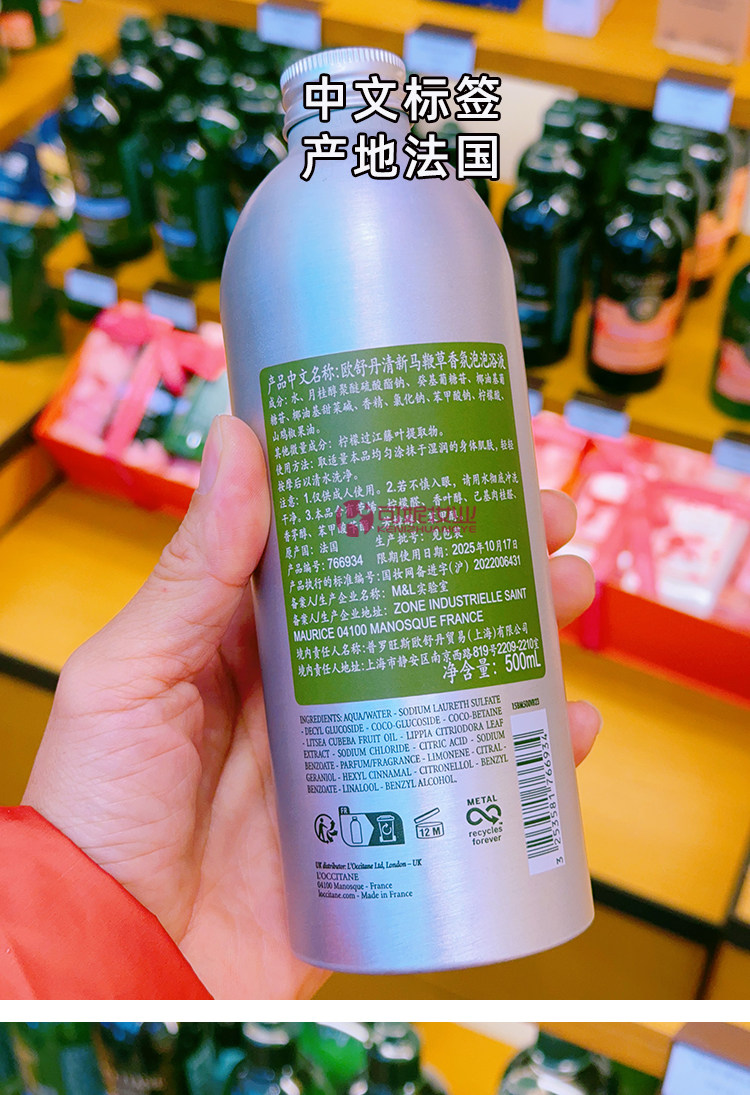 中文标签
产地法国
产品中文名称:欧舒丹清新马鞭草香氛泡泡浴液
成分:水、月桂醇聚醚硫酸酯钠、癸基葡糖苷、椰油基葡
糖苷、椰油基甜菜碱、香精、氯化钠、苯甲酸钠、柠檬酸、
山鸡椒果油。
其他微量成分:柠檬过江藤叶提取物。
使用方法:取适量本品均匀涂抹于湿润的身体肌肤,轻轻
按摩后以清水洗净。
注意:1.仅供成人使用。2.若不慎入眼,请用水彻底冲洗
干净。3.本品 柠檬醛、香叶醇、己基肉桂醛、
香茅醇、苯甲
原产国:法国 生产批号:见包装
产品编号:766934 限期使用日期:2025年10月17日
产品执行的标准编号:国妆网备进字(沪)2022006431
备案人/生产企业名称:M&L实验室
备案人/生产企业地址:ZONE INDUSTRIELLE SAINT
MAURICE 04100 MANOSQUE FRANCE
境内责任人名称:普罗旺斯欧舒丹贸易(上海)有限公司
境内责任人地址:上海市静安区南京西路819号2209-2210室
净含量:500mL
INGREDIENTS: AQUA/WATER - SODIUM LAURETH SULFATE
- DECYL GLUCOSIDE - COCO-GLUCOSIDE - COCO-BETAINE
- LITSEA CUBEBA FRUIT OIL - LIPPIA CITRIODORA LEAF
EXTRACT - SODIUM CHLORIDE - CITRIC ACID - SODIUM
BENZOATE - PARFUM/FRAGRANCE - LIMONENE - CITRAL -
GERANIOL - HEXYL CINNAMAL - CITRONELLOL - BENZYL
BENZOATE - LINALOOL - BENZYL ALCOHOL.
FR
12 M
METAL
recycles
forever
3 253581 766934
UK distributor: L'Occitane Ltd, London – UK
L'OCCITANE
04100 Manosque - France
loccitane.com - Made in France